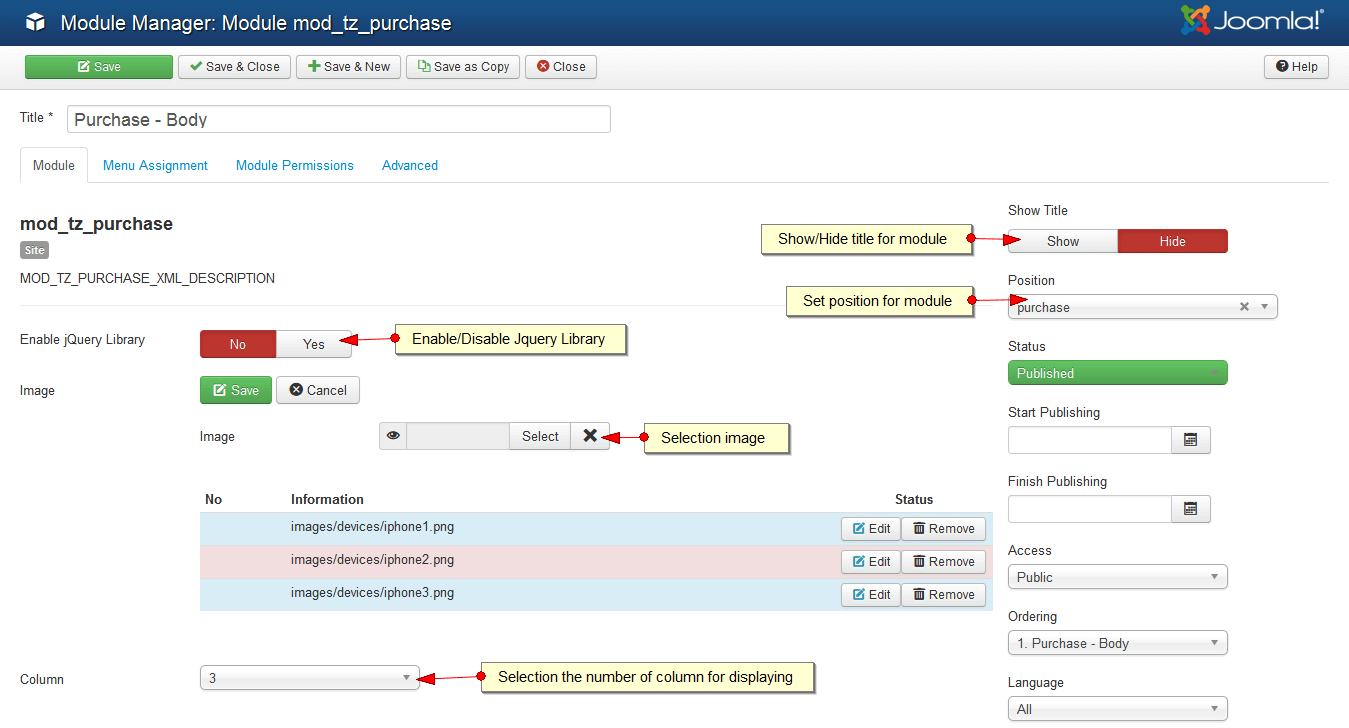 Module Manager: Module mod_tz_purchase
Joomla!®
Save
Save & Close
Save & New
Save as Copy
Close
Help
Title *
Purchase - Body
Module
Menu Assignment
Module Permissions
Advanced
mod_tz_purchase
Site
MOD_TZ_PURCHASE_XML_DESCRIPTION
Enable jQuery Library
No
Yes
Enable/Disable Jquery Library
Image
Save
Cancel
Image
Select
Selection image
No
Information
Status
images/devices/iphone1.png
Edit
Remove
images/devices/iphone2.png
Edit
Remove
images/devices/iphone3.png
Edit
Remove
Column
3
Selection the number of column for displaying
Show Title
Show/Hide title for module
Show
Hide
Position
Set position for module
purchase
Status
Published
Start Publishing
Finish Publishing
Access
Public
Ordering
1. Purchase - Body
Language
All